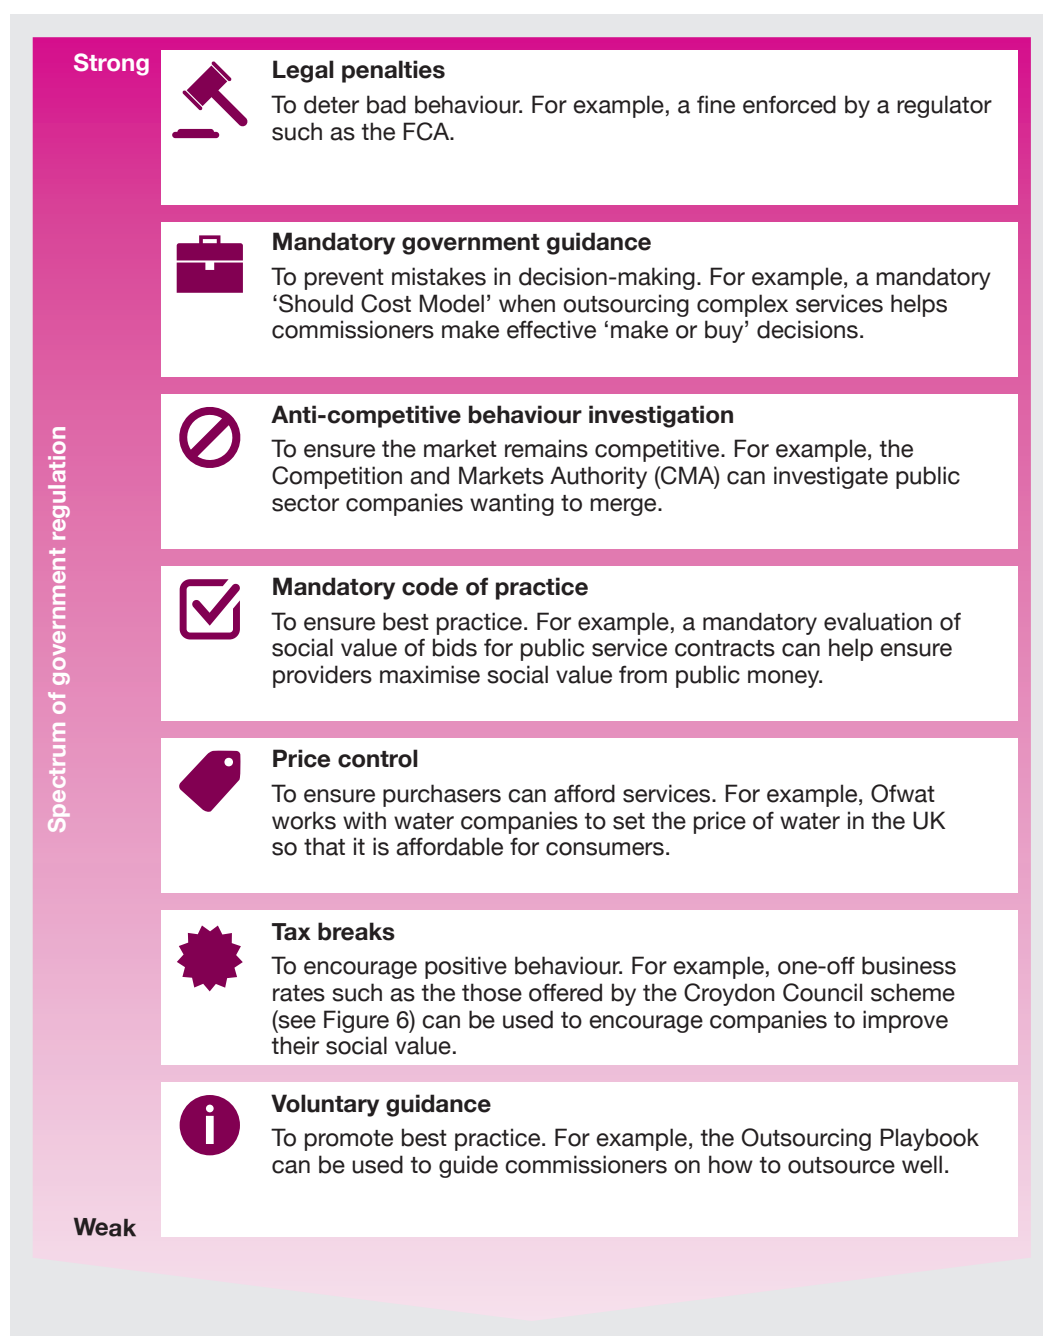 Strong
Legal penalties
To deter bad behaviour. For example, a fine enforced by a regulator
such as the FCA.
Mandatory government guidance
To prevent mistakes in decision-making. For example, a mandatory
‘Should Cost Model’ when outsourcing complex services helps
commissioners make effective ‘make or buy’ decisions.
Anti-competitive behaviour investigation
To ensure the market remains competitive. For example, the
Competition and Markets Authority (CMA) can investigate public
sector companies wanting to merge.
Spectrum of government regulation
Mandatory code of practice
To ensure best practice. For example, a mandatory evaluation of
social value of bids for public service contracts can help ensure
providers maximise social value from public money.
Price control
To ensure purchasers can afford services. For example, Ofwat
works with water companies to set the price of water in the UK
so that it is affordable for consumers.
Tax breaks
To encourage positive behaviour. For example, one-off business
rates such as the those offered by the Croydon Council scheme
(see Figure 6) can be used to encourage companies to improve
their social value.
Voluntary guidance
To promote best practice. For example, the Outsourcing Playbook
can be used to guide commissioners on how to outsource well.
Weak